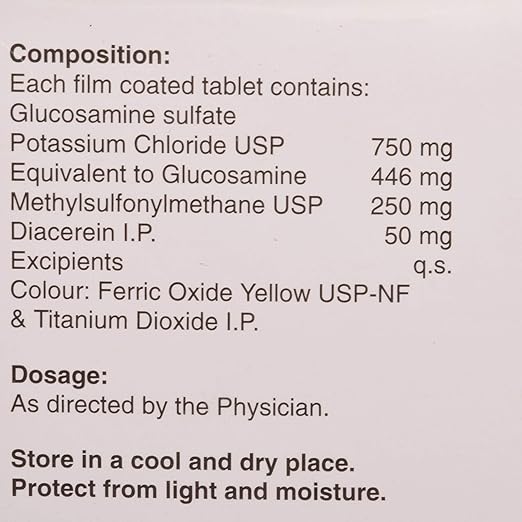 Composition:
Each film coated tablet contains:
Glucosamine sulfate
Potassium Chloride USP 750 mg
Equivalent to Glucosamine 446 mg
Methylsulfonylmethane USP 250 mg
Diacerein I.P. 50 mg
Excipients q.s.
Colour: Ferric Oxide Yellow USP-NF
& Titanium Dioxide I.P.
Dosage:
As directed by the Physician.
Store in a cool and dry place.
Protect from light and moisture.